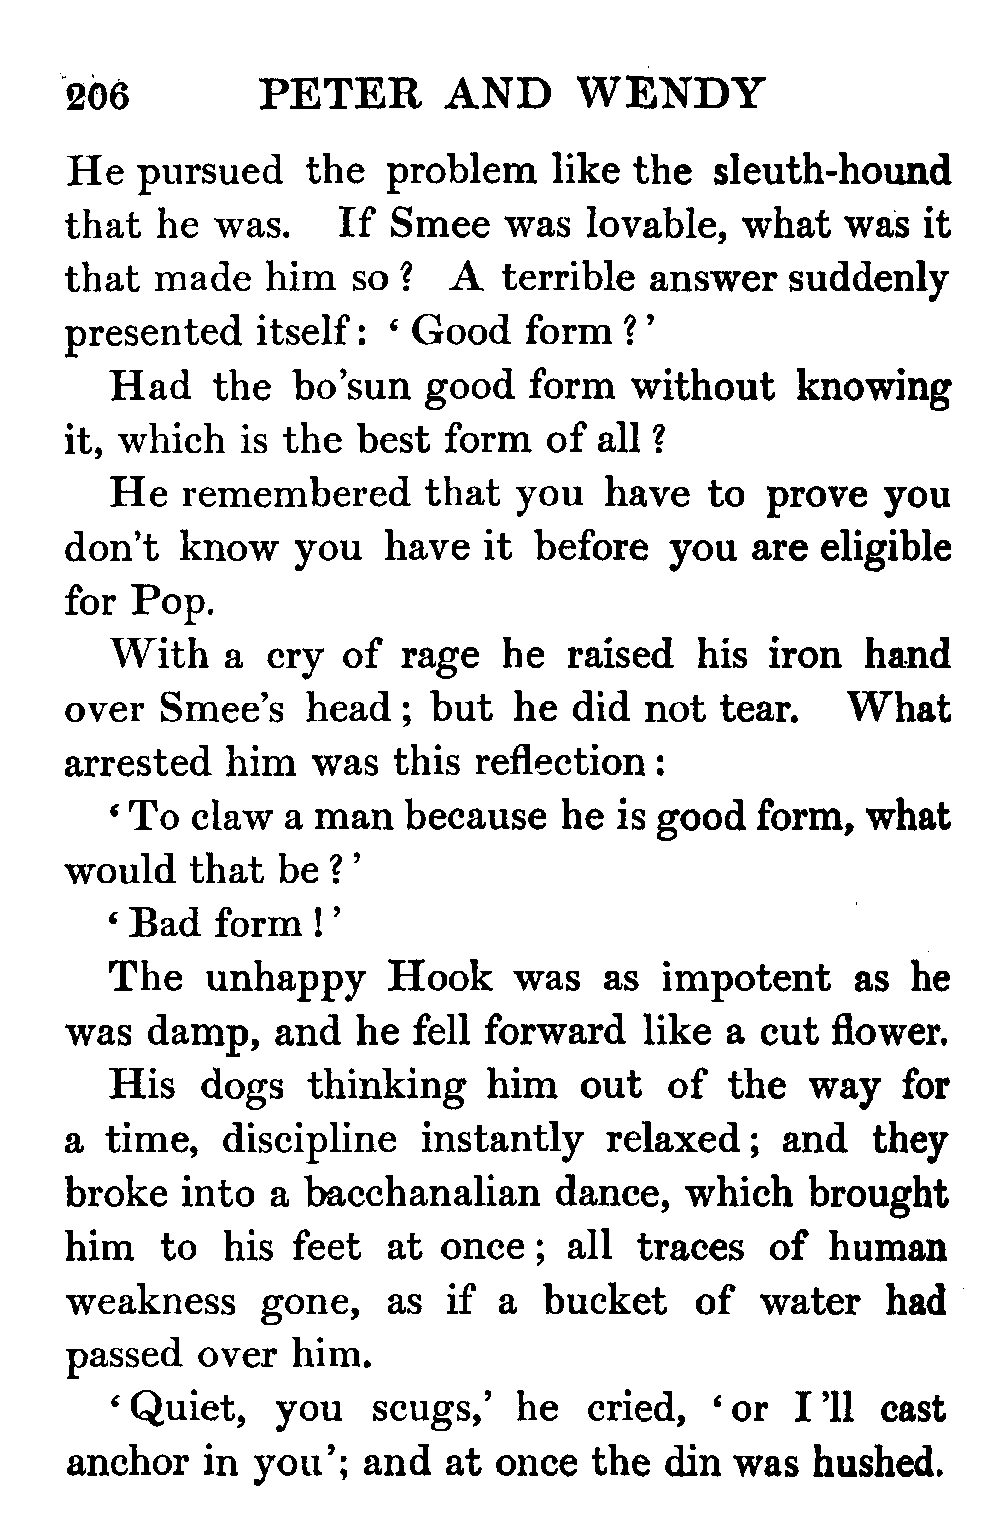 206 PETER AND WENDY
He pursued the problem like the sleuth-hound
that he was. If Smee was lovable, what was it
that made him so? A terrible answer suddenly
presented itself: ‘Good form?’
Had the bo’sun good form without knowing
it, which is the best form of all?
He remembered that you have to prove you
don’t know you have it before you are eligible
for Pop.
With a cry of rage he raised his iron hand
over Smee’s head; but he did not tear. What
arrested him was this reflection:
‘To claw a man because he is good form, what
would that be?’
‘Bad form!’
The unhappy Hook was as impotent as he
was damp, and he fell forward like a cut flower.
His dogs thinking him out of the way for
a time, discipline instantly relaxed; and they
broke into a bacchanalian dance, which brought
him to his feet at once; all traces of human
weakness gone, as if a bucket of water had
passed over him.
‘Quiet, you scugs,’ he cried, ‘or I’ll cast
anchor in you’; and at once the din was hushed.